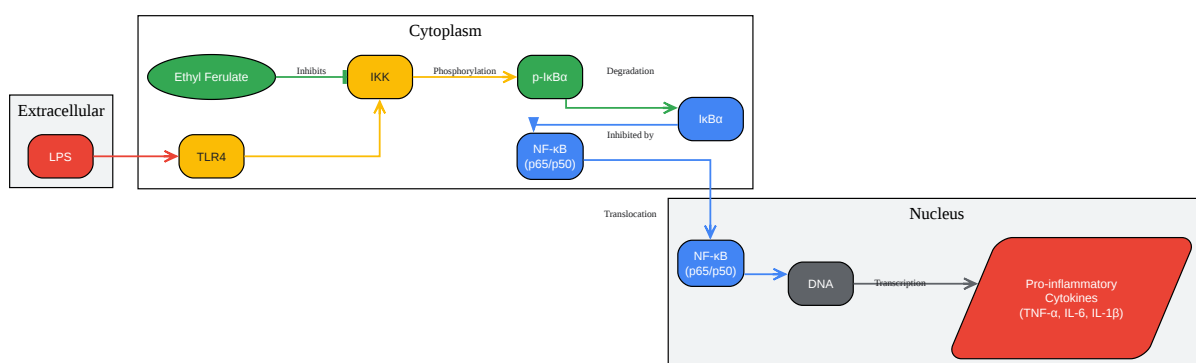 Cytoplasm
Ethyl Ferulate
Inhibits
IKK
Phosphorylation
p-IκBα
Degradation
IκBα
Extracellular
LPS
TLR4
Inhibited by
NF-κB
(p65/p50)
Translocation
Nucleus
NF-κB
(p65/p50)
DNA
Transcription
Pro-inflammatory
Cytokines
(TNF-α, IL-6, IL-1β)